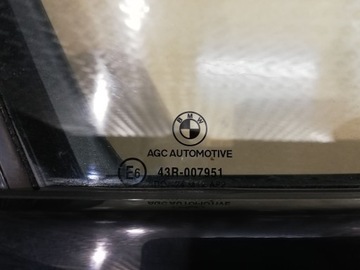 BMW
AGC AUTOMOTIVE
E6 43R-007951